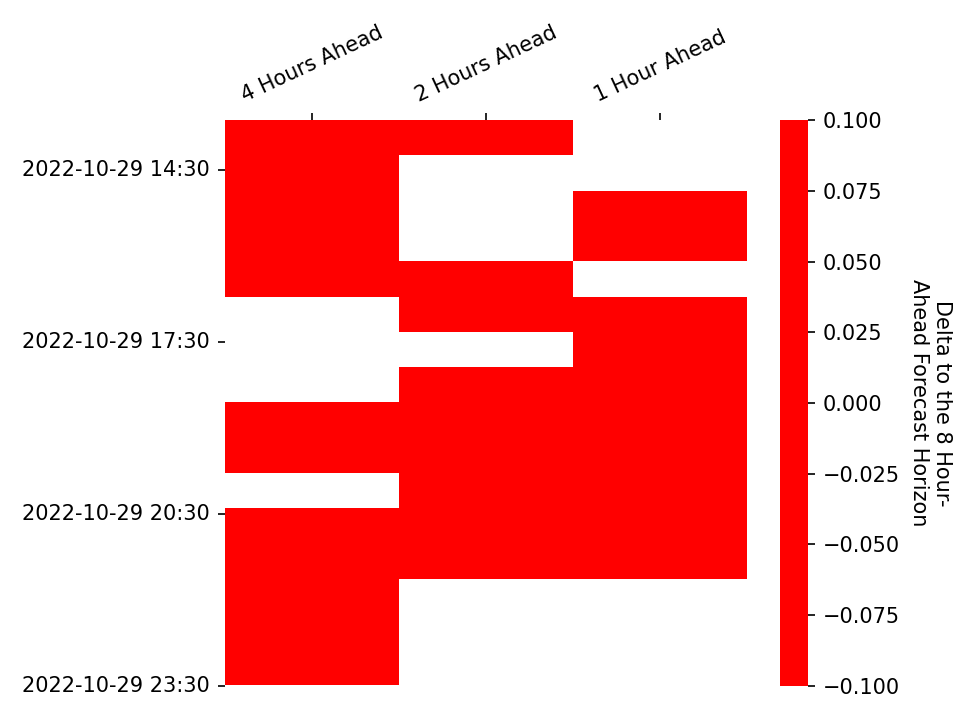 4 Hours Ahead
2 Hours Ahead
1 Hour Ahead
2022-10-29 14:30
2022-10-29 17:30
2022-10-29 20:30
2022-10-29 23:30
0.100
0.075
0.050
0.025
0.000
−0.025
−0.050
−0.075
−0.100
Delta to the 8 Hour-
Ahead Forecast Horizon